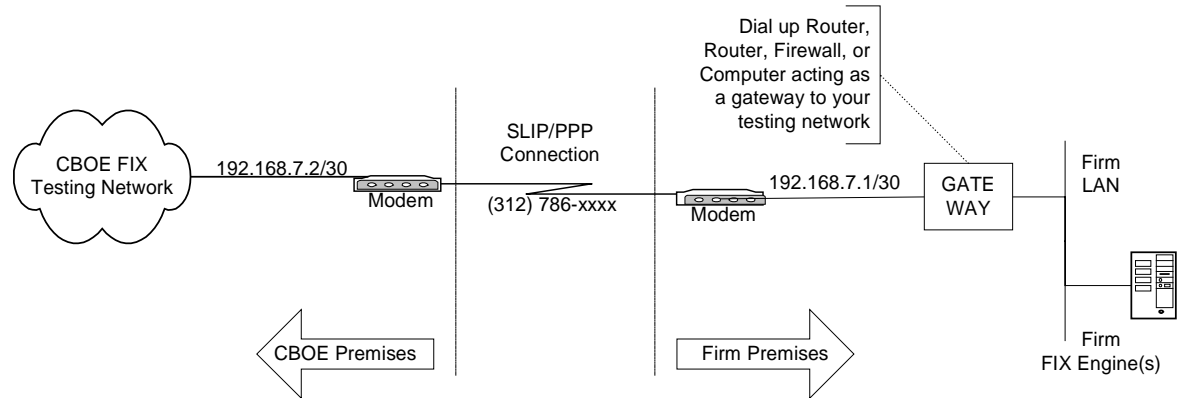 Dial up Router,
Router, Firewall, or
Computer acting as
a gateway to your
testing network
CBOE FIX
Testing Network
192.168.7.2/30
Modem
SLIP/PPP
Connection
(312) 786-xxxx
Modem
192.168.7.1/30
GATE
WAY
Firm
LAN
Firm
FIX Engine(s)
CBOE Premises
Firm Premises